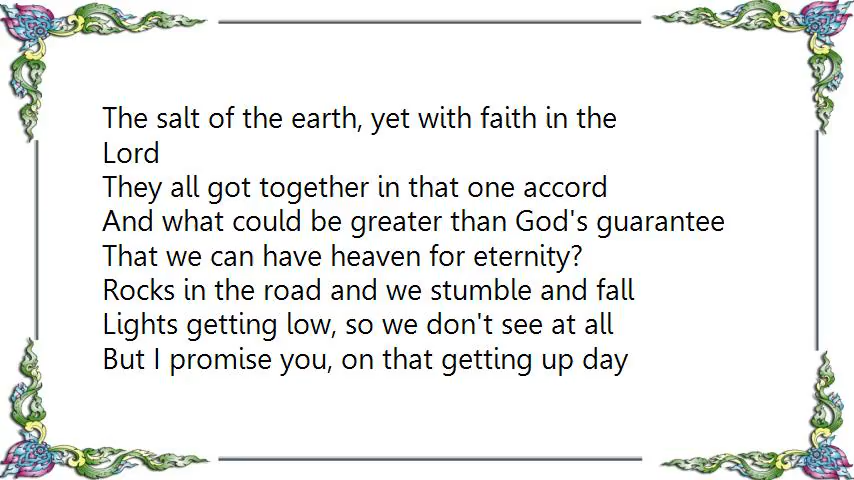 The salt of the earth, yet with faith in the
Lord
They all got together in that one accord
And what could be greater than God's guarantee
That we can have heaven for eternity?
Rocks in the road and we stumble and fall
Lights getting low, so we don't see at all
But I promise you, on that getting up day